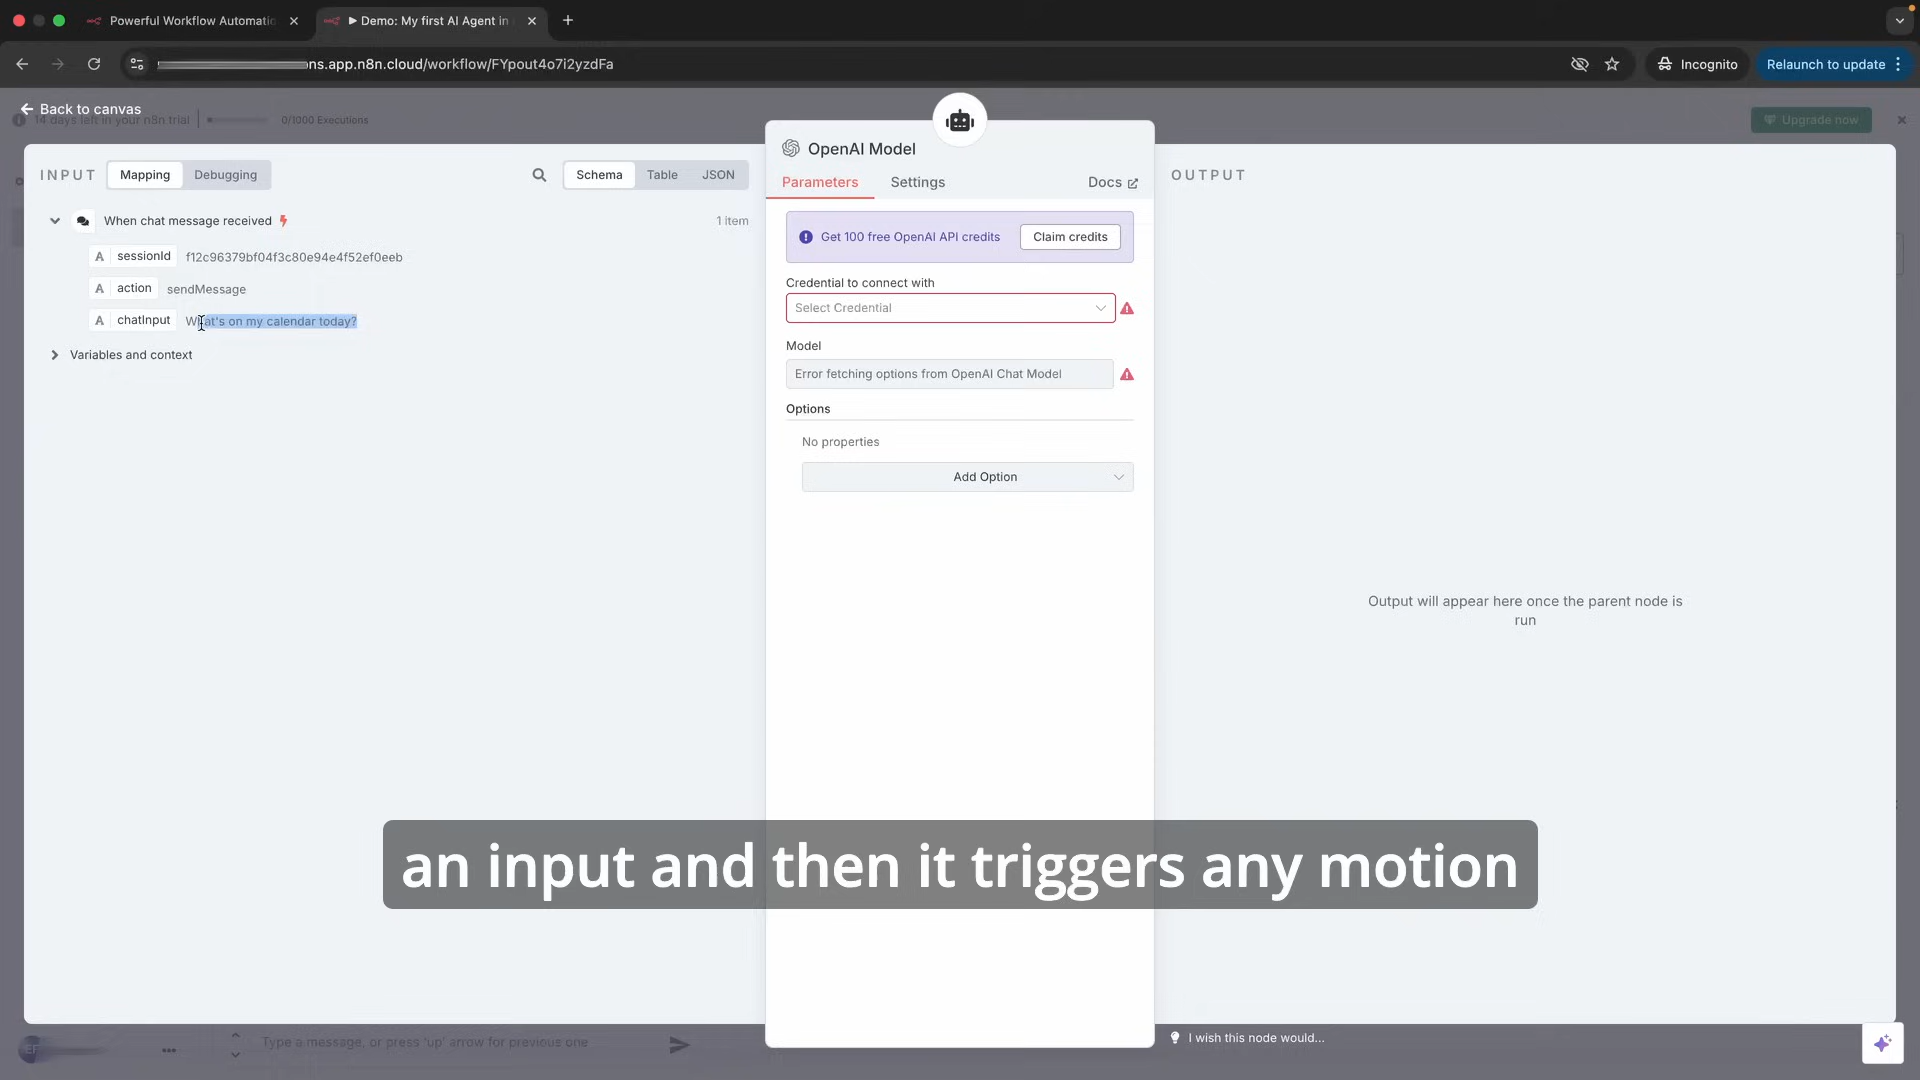 Powerful Workflow Automatio
▶ Demo: My first AI Agent in
ns.app.n8n.cloud/workflow/FYpout4o7i2yzdFa
Incognito
Relaunch to update
Back to canvas
14 days left in your n8n trial
0/1000 Executions
Upgrade now
INPUT
Mapping
Debugging
Schema
Table
JSON
When chat message received
1 item
A sessionId f12c96379bf04f3c80e94e4f52ef0eeb
A action sendMessage
A chatInput What's on my calendar today?
Variables and context
OpenAI Model
Parameters
Settings
Docs
Get 100 free OpenAI API credits
Claim credits
Credential to connect with
Select Credential
Model
Error fetching options from OpenAI Chat Model
Options
No properties
Add Option
OUTPUT
Output will appear here once the parent node is
run
an input and then it triggers any motion
Type a message, or press 'up' arrow for previous one
I wish this node would...